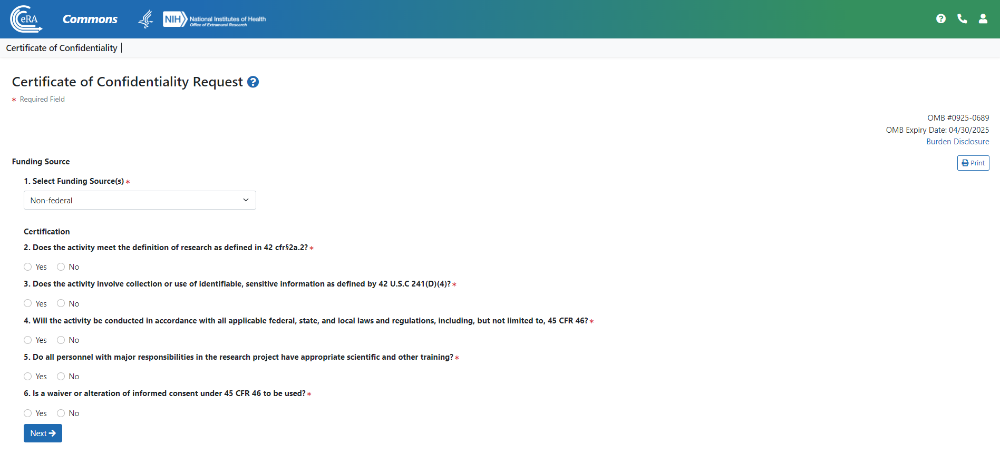 eRA
Commons
NIH National Institutes of Health
Office of Extramural Research
Certificate of Confidentiality
Certificate of Confidentiality Request ?
* Required Field
OMB #0925-0689
OMB Expiry Date: 04/30/2025
Burden Disclosure
Funding Source
Print
1. Select Funding Source(s) *
Non-federal
Certification
2. Does the activity meet the definition of research as defined in 42 cfr§2a.2? *
Yes No
3. Does the activity involve collection or use of identifiable, sensitive information as defined by 42 U.S.C 241(D)(4)? *
Yes No
4. Will the activity be conducted in accordance with all applicable federal, state, and local laws and regulations, including, but not limited to, 45 CFR 46? *
Yes No
5. Do all personnel with major responsibilities in the research project have appropriate scientific and other training? *
Yes No
6. Is a waiver or alteration of informed consent under 45 CFR 46 to be used? *
Yes No
Next